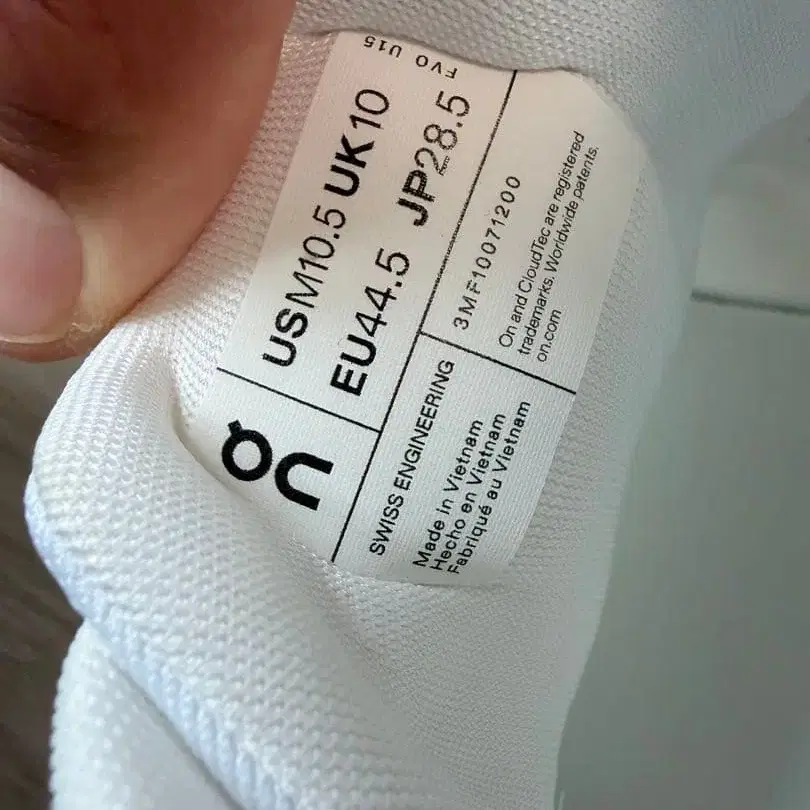 FVO U15
USM10.5 UK10
EU44.5 JP28.5
3MF10071200
On and CloudTec are registered
trademarks. Worldwide patents.
on.com
on
SWISS ENGINEERING
Made in Vietnam
Hecho en Vietnam
Fabriqué au Vietnam